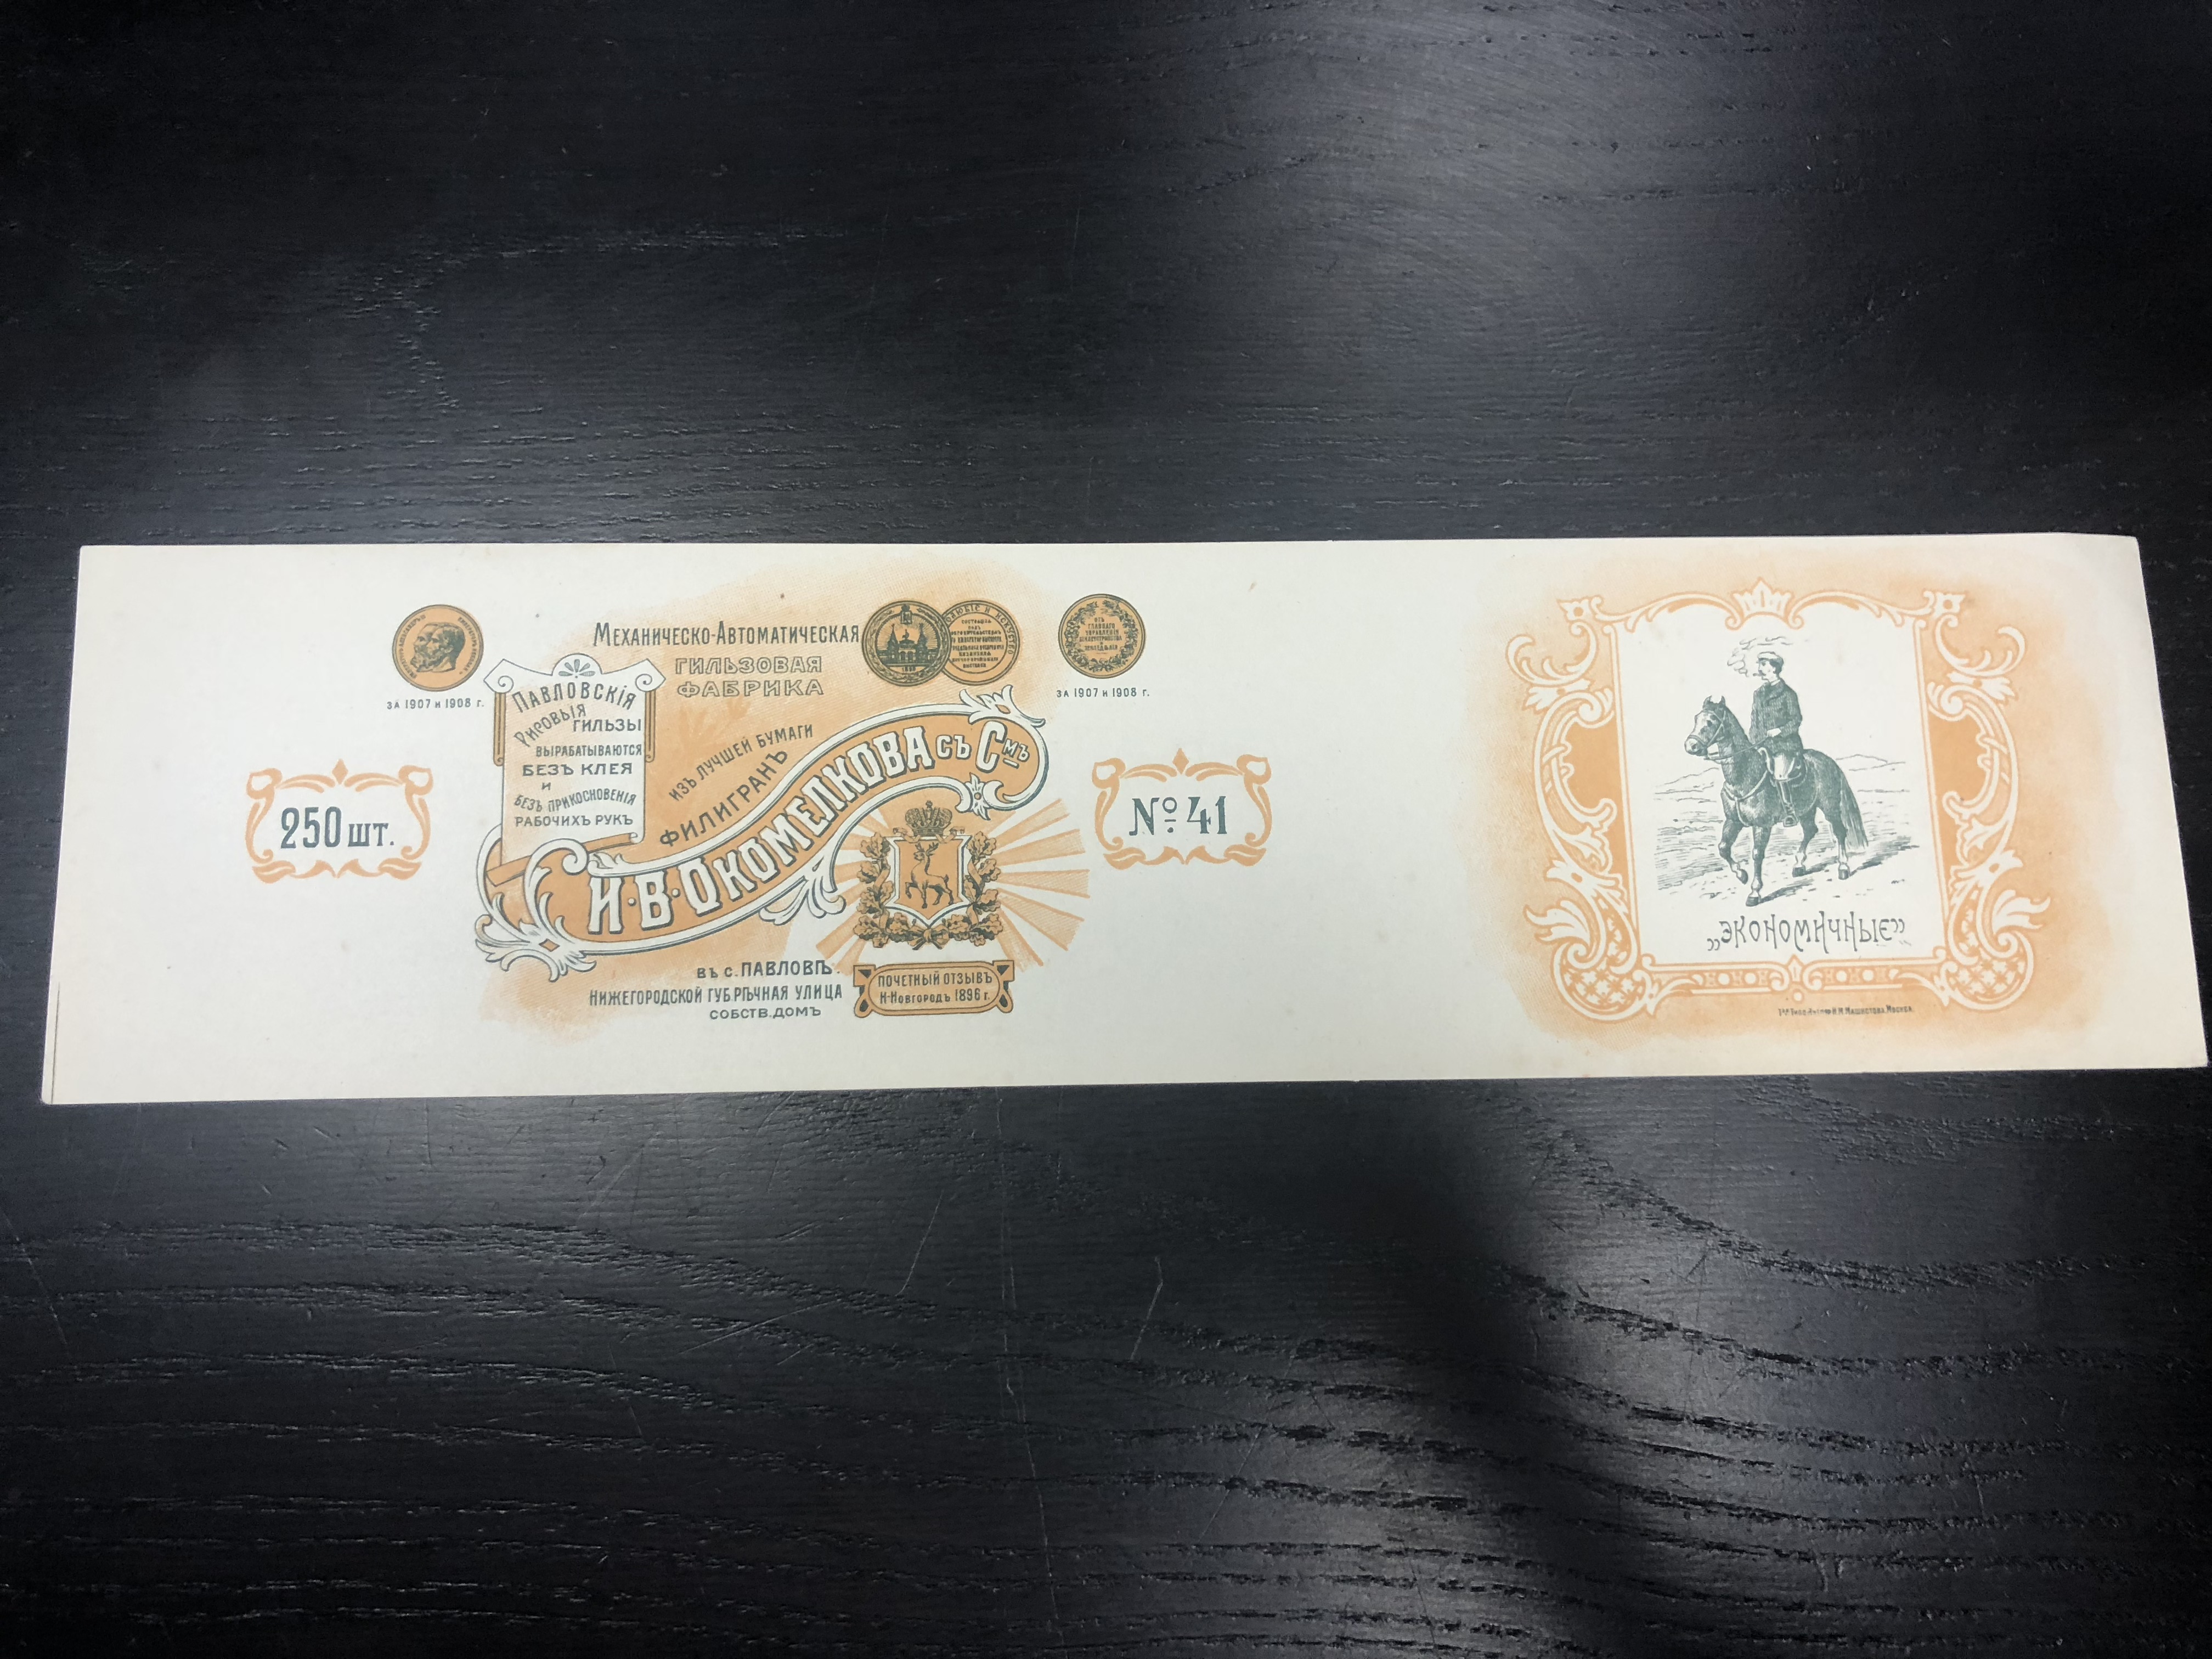 за 1907 и 1908 г.
Механическо-Автоматическая
гильзовая
фабрика
за 1907 и 1908 г.
Павловскія
Рисовыя
гильзы
вырабатываются
безъ клея
и
безъ прикосновенія
рабочихъ рукъ
изъ лучшей бумаги
филигранъ
И·В·Окомелкова съ Смъ
250 шт.
№ 41
въ с. Павловѣ.
Нижегородской губ Рѣчная улица
собств. домъ
почетный отзывъ
Н-Новгородъ 1896 г.
„Экономичные”